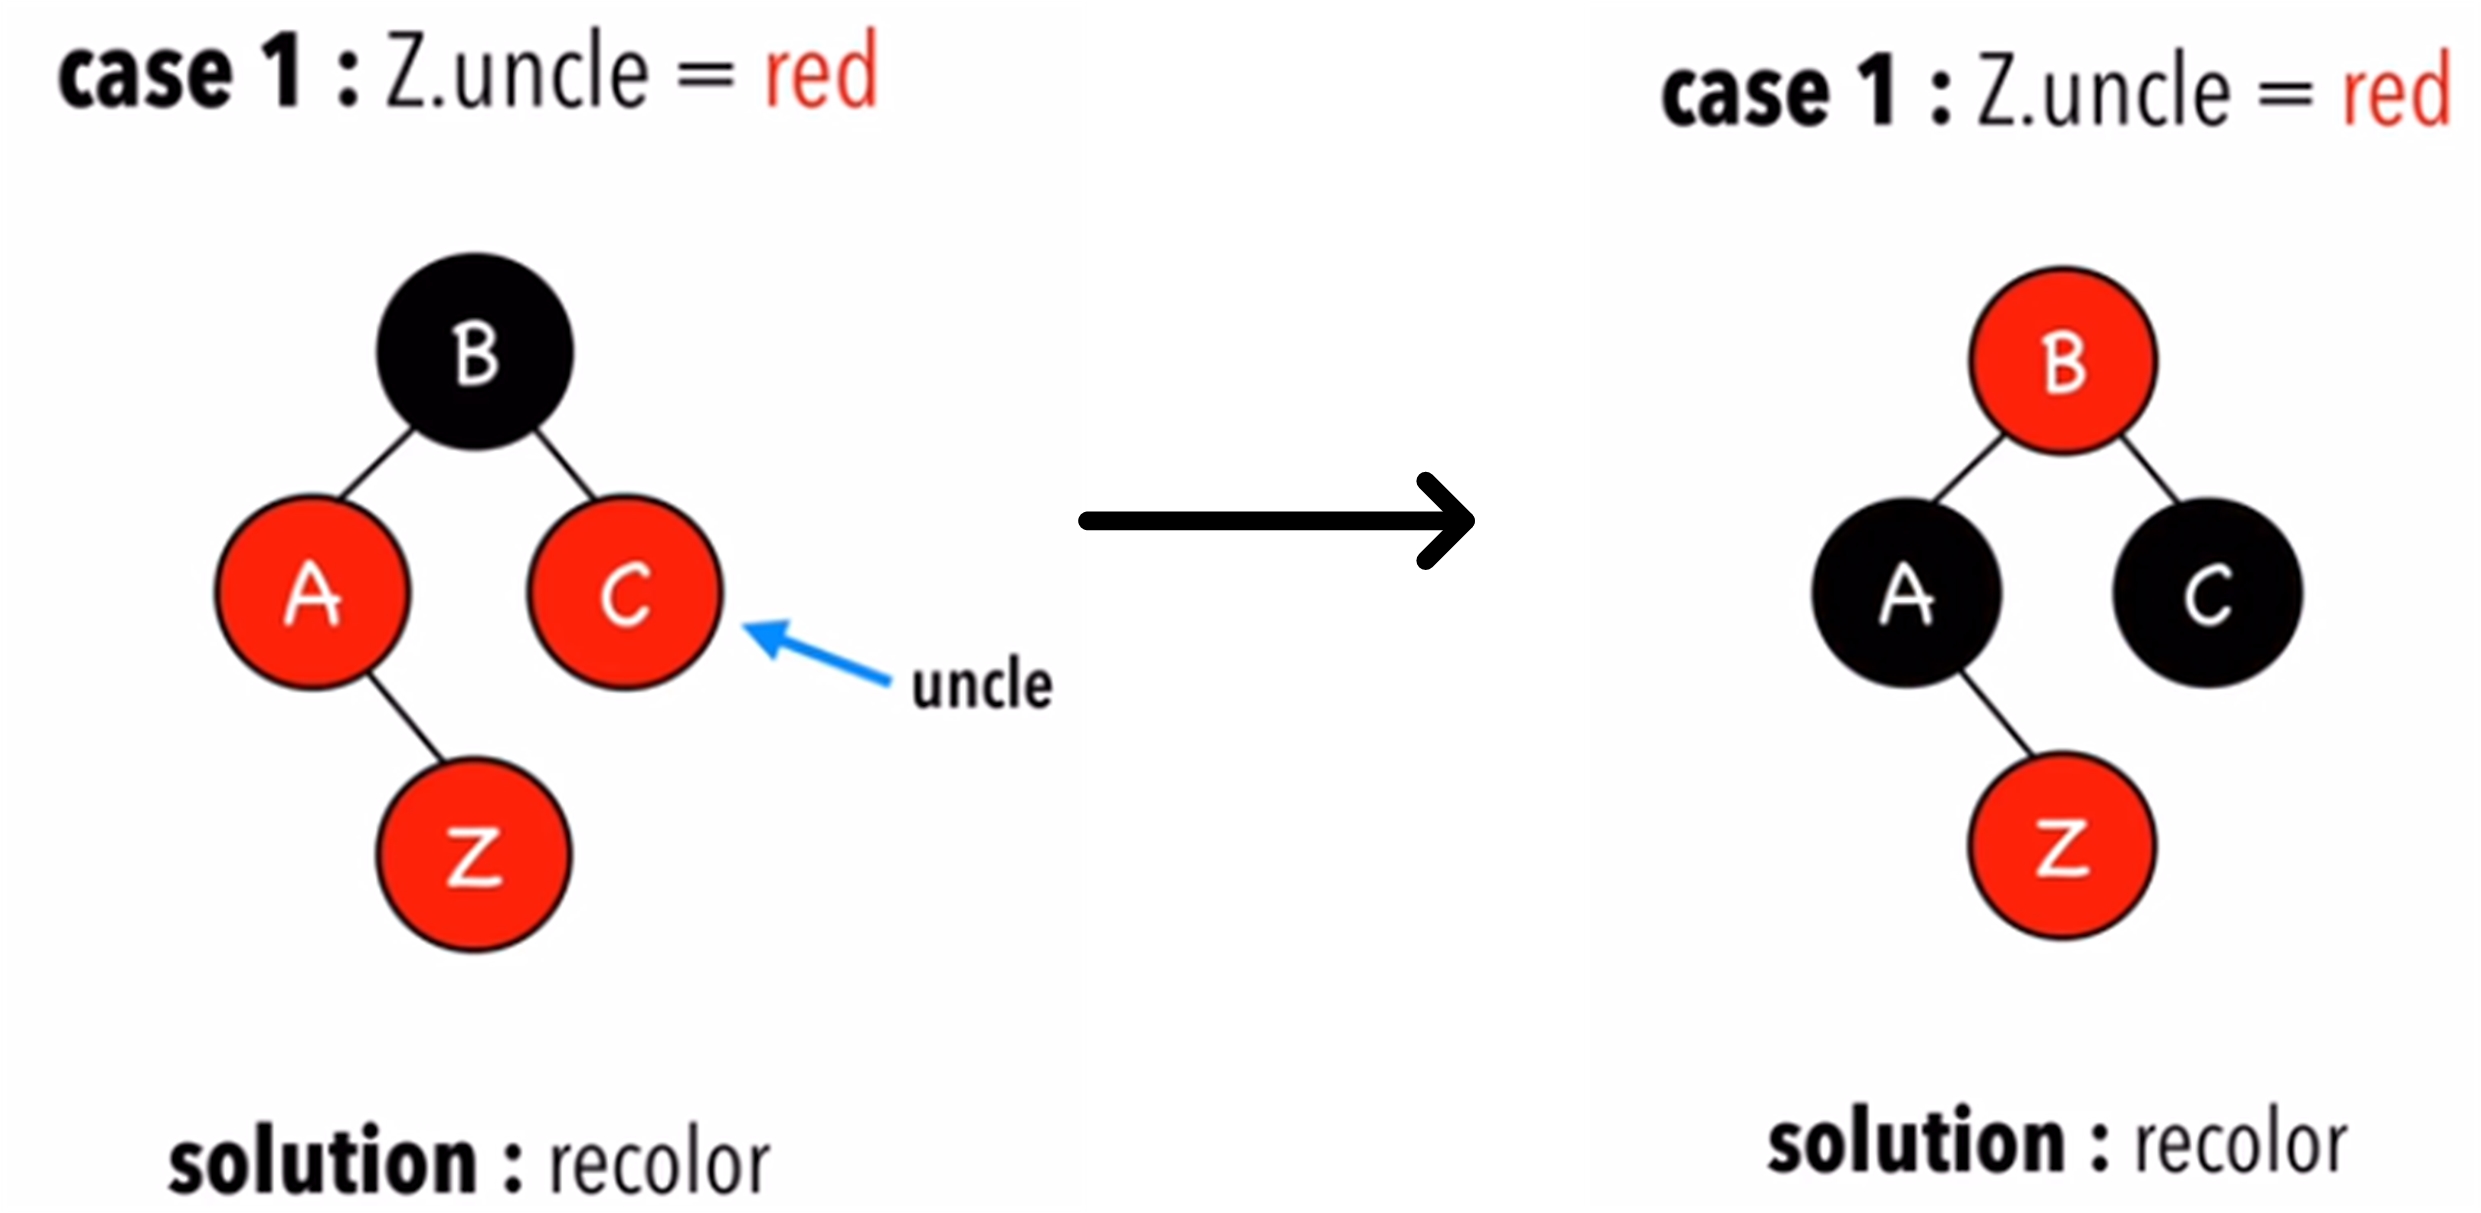 case 1 : Z.uncle = red
B
A
C
uncle
Z
solution : recolor
case 1 : Z.uncle = red
B
A
C
Z
solution : recolor